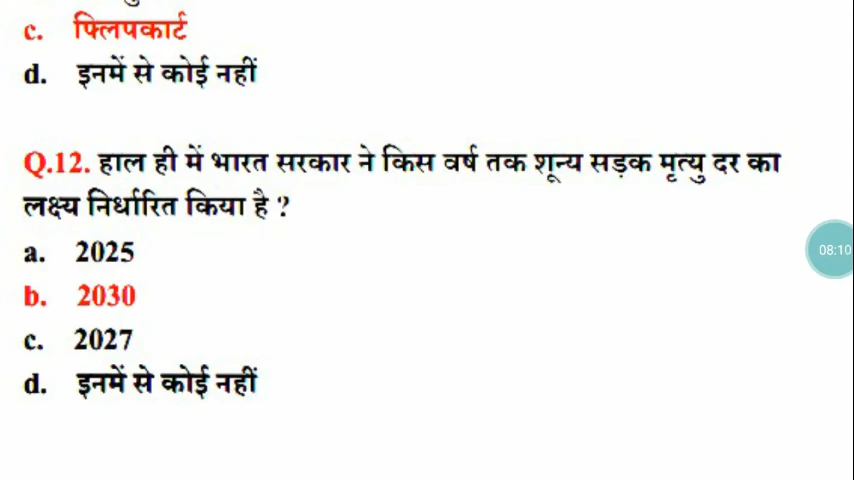 c. फ्लिपकार्ट
d. इनमें से कोई नहीं
Q.12. हाल ही में भारत सरकार ने किस वर्ष तक शून्य सड़क मृत्यु दर का
लक्ष्य निर्धारित किया है ?
a. 2025
b. 2030
c. 2027
d. इनमें से कोई नहीं
08:10